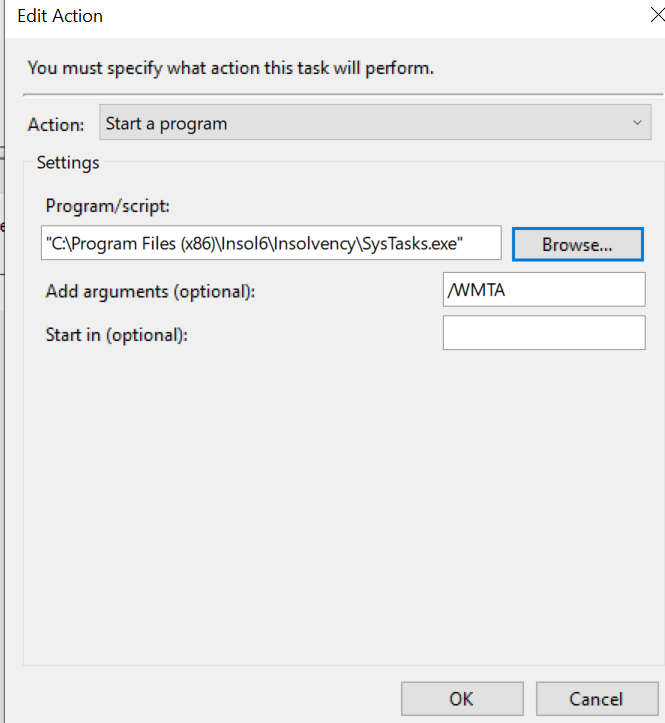 Edit Action
You must specify what action this task will perform.
Action: Start a program
Settings
Program/script:
"C:\Program Files (x86)\Insol6\Insolvency\SysTasks.exe" Browse...
Add arguments (optional): /WMTA
Start in (optional):
OK Cancel